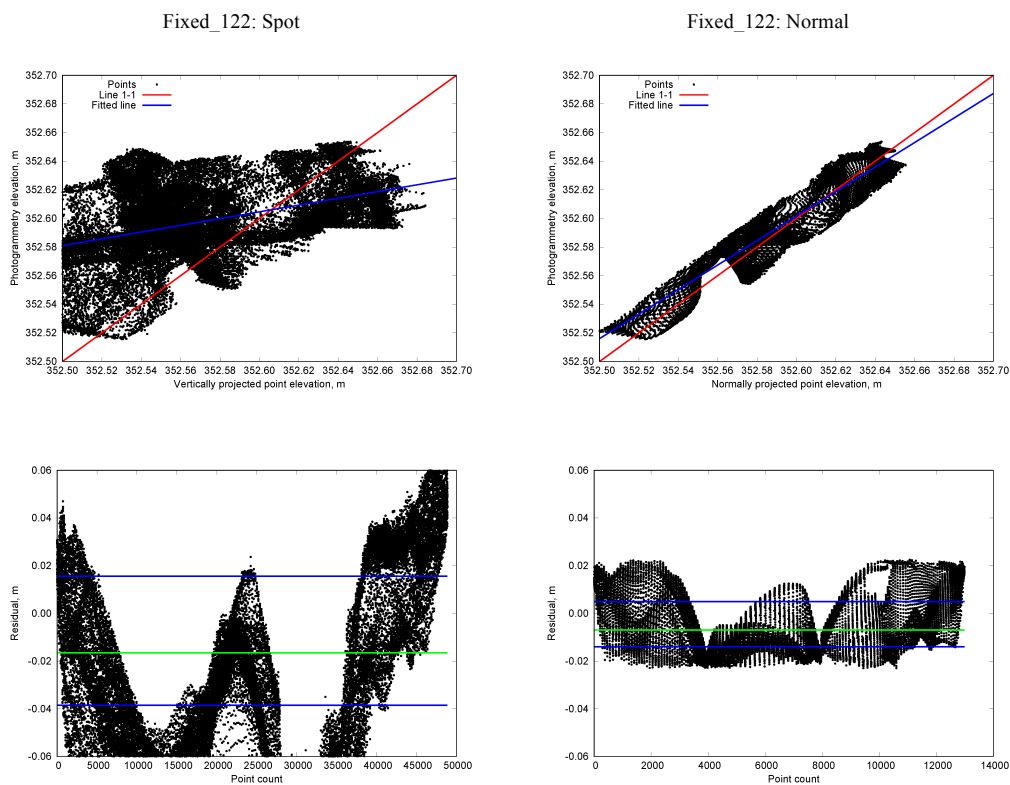 Fixed_122: Spot
Fixed_122: Normal
352.70
352.68
352.66
352.64
352.62
352.60
352.58
352.56
352.54
352.52
352.50
Photogrammetry elevation, m
Points
Line 1-1
Fitted line
352.50 352.52 352.54 352.56 352.58 352.60 352.62 352.64 352.66 352.68 352.70
Vertically projected point elevation, m
352.70
352.68
352.66
352.64
352.62
352.60
352.58
352.56
352.54
352.52
352.50
Photogrammetry elevation, m
Points
Line 1-1
Fitted line
352.50 352.52 352.54 352.56 352.58 352.60 352.62 352.64 352.66 352.68 352.70
Normally projected point elevation, m
0.06
0.04
0.02
0.00
-0.02
-0.04
-0.06
Residual, m
0 5000 10000 15000 20000 25000 30000 35000 40000 45000 50000
Point count
0.06
0.04
0.02
0.00
-0.02
-0.04
-0.06
Residual, m
0 2000 4000 6000 8000 10000 12000 14000
Point count